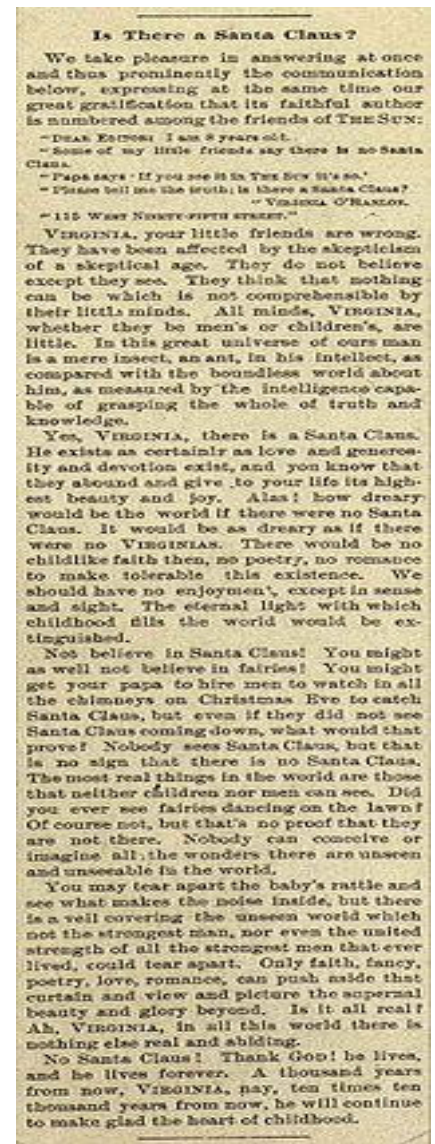 Is There a Santa Claus?
We take pleasure in answering at once
and thus prominently the communication
below, expressing at the same time our
great gratification that its faithful author
is numbered among the friends of THE SUN:
"DEAR EDITOR: I am 8 years old.
"Some of my little friends say there is no Santa
Claus.
"Papa says 'If you see it in THE SUN it's so.'
"Please tell me the truth; is there a Santa Claus?
"VIRGINIA O'HANLON.
"115 WEST NINETY-FIFTH STREET."
VIRGINIA, your little friends are wrong.
They have been affected by the skepticism
of a skeptical age. They do not believe
except they see. They think that nothing
can be which is not comprehensible by
their little minds. All minds, VIRGINIA,
whether they be men's or children's, are
little. In this great universe of ours man
is a mere insect, an ant, in his intellect, as
compared with the boundless world about
him, as measured by the intelligence capa-
ble of grasping the whole of truth and
knowledge.
Yes, VIRGINIA, there is a Santa Claus.
He exists as certainly as love and generos-
ity and devotion exist, and you know that
they abound and give to your life its high-
est beauty and joy. Alas! how dreary
would be the world if there were no Santa
Claus. It would be as dreary as if there
were no VIRGINIAS. There would be no
childlike faith then, no poetry, no romance
to make tolerable this existence. We
should have no enjoyment, except in sense
and sight. The eternal light with which
childhood fills the world would be ex-
tinguished.
Not believe in Santa Claus! You might
as well not believe in fairies! You might
get your papa to hire men to watch in all
the chimneys on Christmas Eve to catch
Santa Claus, but even if they did not see
Santa Claus coming down, what would that
prove? Nobody sees Santa Claus, but that
is no sign that there is no Santa Claus.
The most real things in the world are those
that neither children nor men can see. Did
you ever see fairies dancing on the lawn?
Of course not, but that's no proof that they
are not there. Nobody can conceive or
imagine all the wonders there are unseen
and unseeable in the world.
You may tear apart the baby's rattle and
see what makes the noise inside, but there
is a veil covering the unseen world which
not the strongest man, nor even the united
strength of all the strongest men that ever
lived, could tear apart. Only faith, fancy,
poetry, love, romance, can push aside that
curtain and view and picture the supernal
beauty and glory beyond. Is it all real?
Ah, VIRGINIA, in all this world there is
nothing else real and abiding.
No Santa Claus! Thank GOD! he lives,
and he lives forever. A thousand years
from now, VIRGINIA, nay, ten times ten
thousand years from now, he will continue
to make glad the heart of childhood.